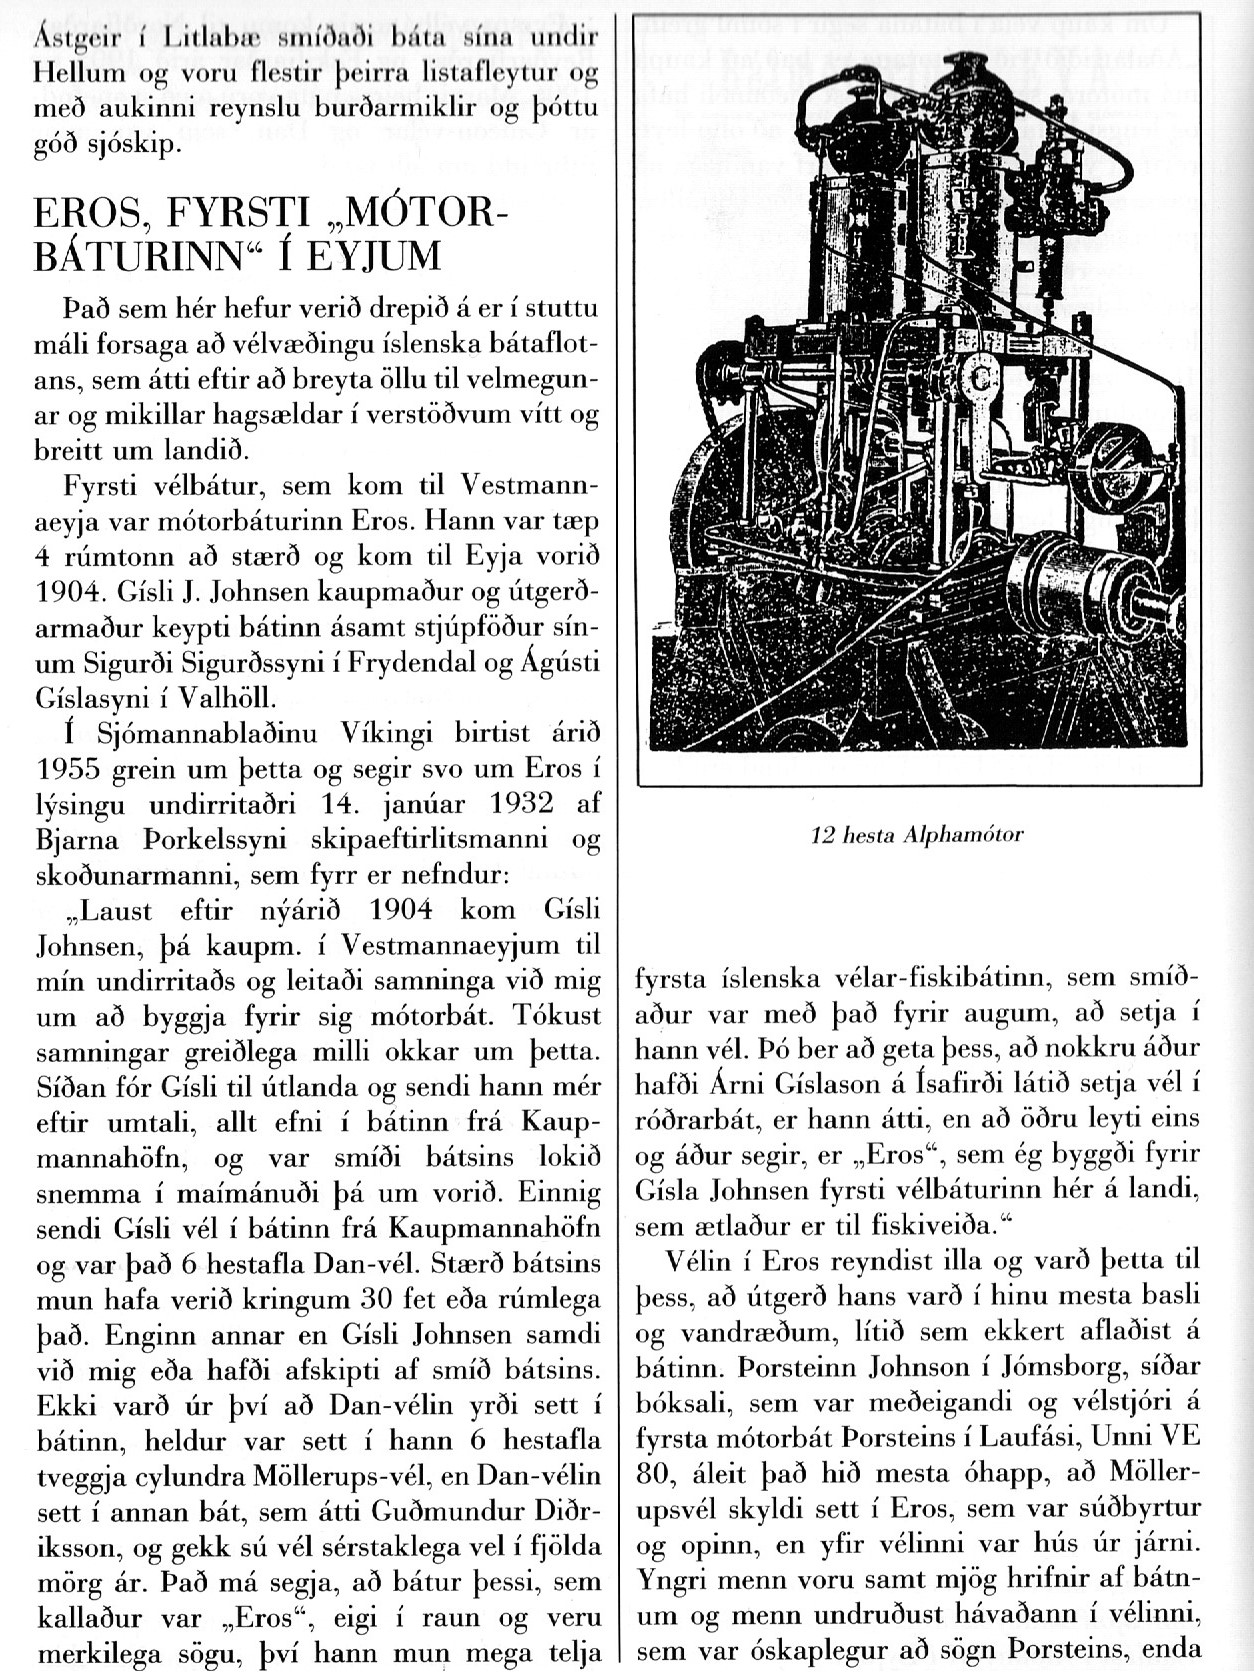 Ástgeir í Litlabæ smíðaði báta sína undir
Hellum og voru flestir þeirra listafleytur og
með aukinni reynslu burðarmiklir og þóttu
góð sjóskip.
EROS, FYRSTI „MÓTOR-
BÁTURINN“ Í EYJUM
Það sem hér hefur verið drepið á er í stuttu
máli forsaga að vélvæðingu íslenska bátaflot-
ans, sem átti eftir að breyta öllu til velmegun-
ar og mikillar hagsældar í verstöðvum vítt og
breitt um landið.
Fyrsti vélbátur, sem kom til Vestmann-
aeyja var mótorbáturinn Eros. Hann var tæp
4 rúmtonn að stærð og kom til Eyja vorið
1904. Gísli J. Johnsen kaupmaður og útgerð-
armaður keypti bátinn ásamt stjúpföður sín-
um Sigurði Sigurðssyni í Frydendal og Ágústi
Gíslasyni í Valhöll.
Í Sjómannablaðinu Víkingi birtist árið
1955 grein um þetta og segir svo um Eros í
lýsingu undirritaðri 14. janúar 1932 af
Bjarna Þorkelssyni skipaeftirlitsmanni og
skoðunarmanni, sem fyrr er nefndur:
„Laust eftir nýárið 1904 kom Gísli
Johnsen, þá kaupm. í Vestmannaeyjum til
mín undirritaðs og leitaði samninga við mig
um að byggja fyrir sig mótorbát. Tókust
samningar greiðlega milli okkar um þetta.
Síðan fór Gísli til útlanda og sendi hann mér
eftir umtali, allt efni í bátinn frá Kaup-
mannahöfn, og var smíði bátsins lokið
snemma í maímánuði þá um vorið. Einnig
sendi Gísli vél í bátinn frá Kaupmannahöfn
og var það 6 hestafla Dan-vél. Stærð bátsins
mun hafa verið kringum 30 fet eða rúmlega
það. Enginn annar en Gísli Johnsen samdi
við mig eða hafði afskipti af smíð bátsins.
Ekki varð úr því að Dan-vélin yrði sett í
bátinn, heldur var sett í hann 6 hestafla
tveggja cylundra Möllerups-vél, en Dan-vélin
sett í annan bát, sem átti Guðmundur Diðr-
iksson, og gekk sú vél sérstaklega vel í fjölda
mörg ár. Það má segja, að bátur þessi, sem
kallaður var „Eros“, eigi í raun og veru
merkilega sögu, því hann mun mega telja
C
12 hesta Alphamótor
fyrsta íslenska vélar-fiskibátinn, sem smíð-
aður var með það fyrir augum, að setja í
hann vél. Þó ber að geta þess, að nokkru áður
hafði Árni Gíslason á Ísafirði látið setja vél í
róðrarbát, er hann átti, en að öðru leyti eins
og áður segir, er „Eros“, sem ég byggði fyrir
Gísla Johnsen fyrsti vélbáturinn hér á landi,
sem ætlaður er til fiskiveiða.“
Vélin í Eros reyndist illa og varð þetta til
þess, að útgerð hans varð í hinu mesta basli
og vandræðum, lítið sem ekkert aflaðist á
bátinn. Þorsteinn Johnson í Jómsborg, síðar
bóksali, sem var meðeigandi og vélstjóri á
fyrsta mótorbát Þorsteins í Laufási, Unni VE
80, áleit það hið mesta óhapp, að Möller-
upsvél skyldi sett í Eros, sem var súðbyrtur
og opinn, en yfir vélinni var hús úr járni.
Yngri menn voru samt mjög hrifnir af bátn-
um og menn undruðust hávaðann í vélinni,
sem var óskaplegur að sögn Þorsteins, enda